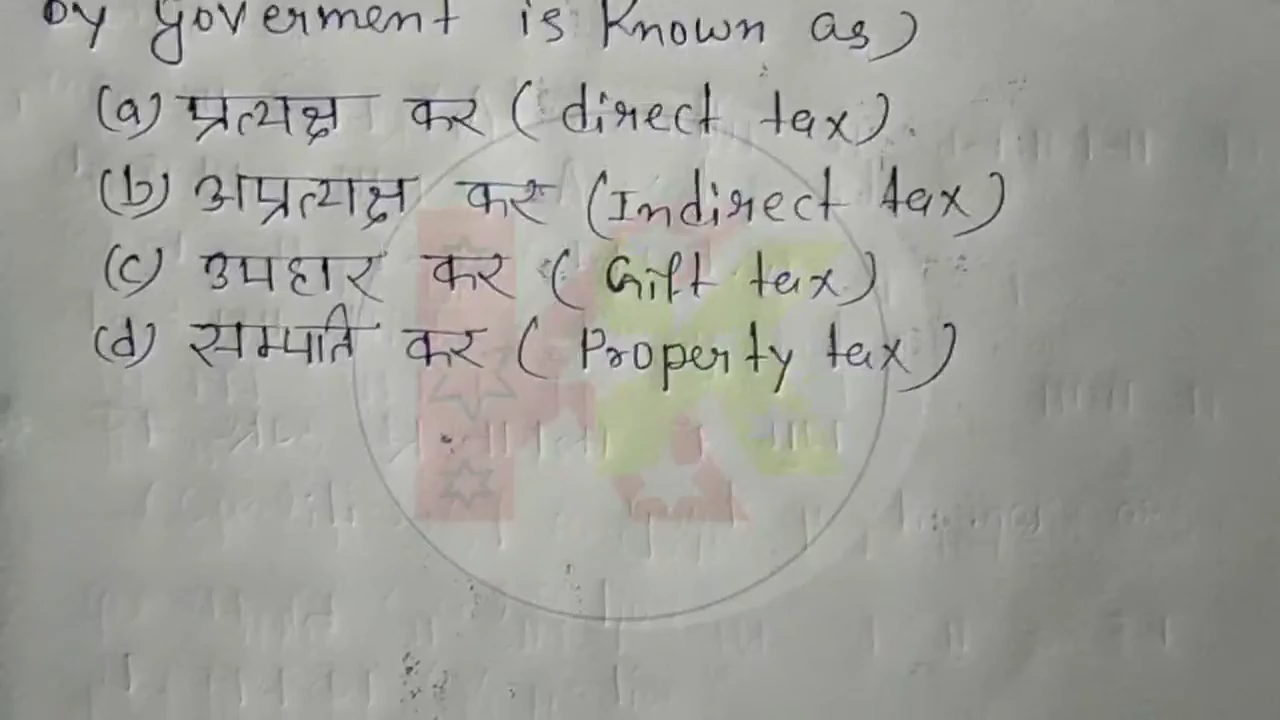 by Goverment is Known as)
(a) प्रत्यक्ष कर (direct tax).
(b) अप्रत्यक्ष कर (Indirect tax)
(c) उपहार कर (Gift tax)
(d) सम्पति कर (Property tax)